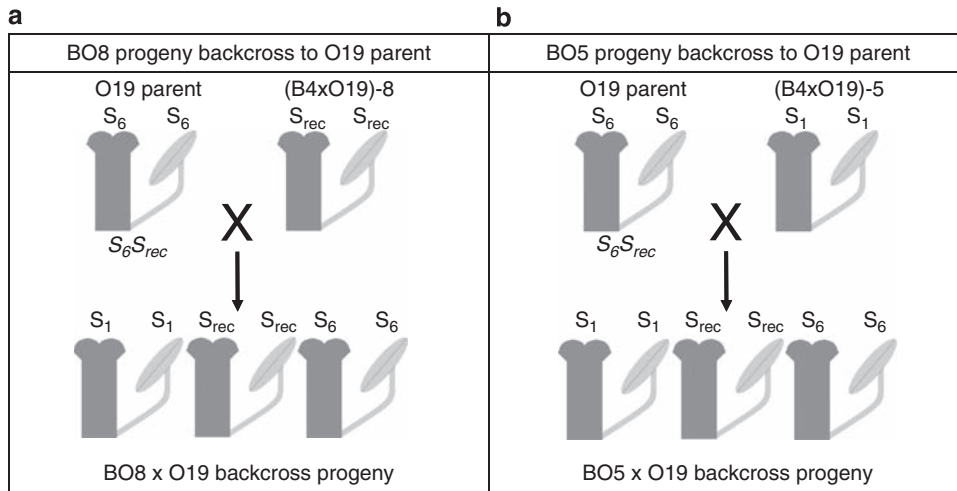 a
BO8 progeny backcross to O19 parent
O19 parent (B4xO19)-8
S6 S6 Srec Srec
S6Srec
X
S1 S1 Srec Srec S6 S6
BO8 x O19 backcross progeny
b
BO5 progeny backcross to O19 parent
O19 parent (B4xO19)-5
S6 S6 S1 S1
S6Srec
X
S1 S1 Srec Srec S6 S6
BO5 x O19 backcross progeny